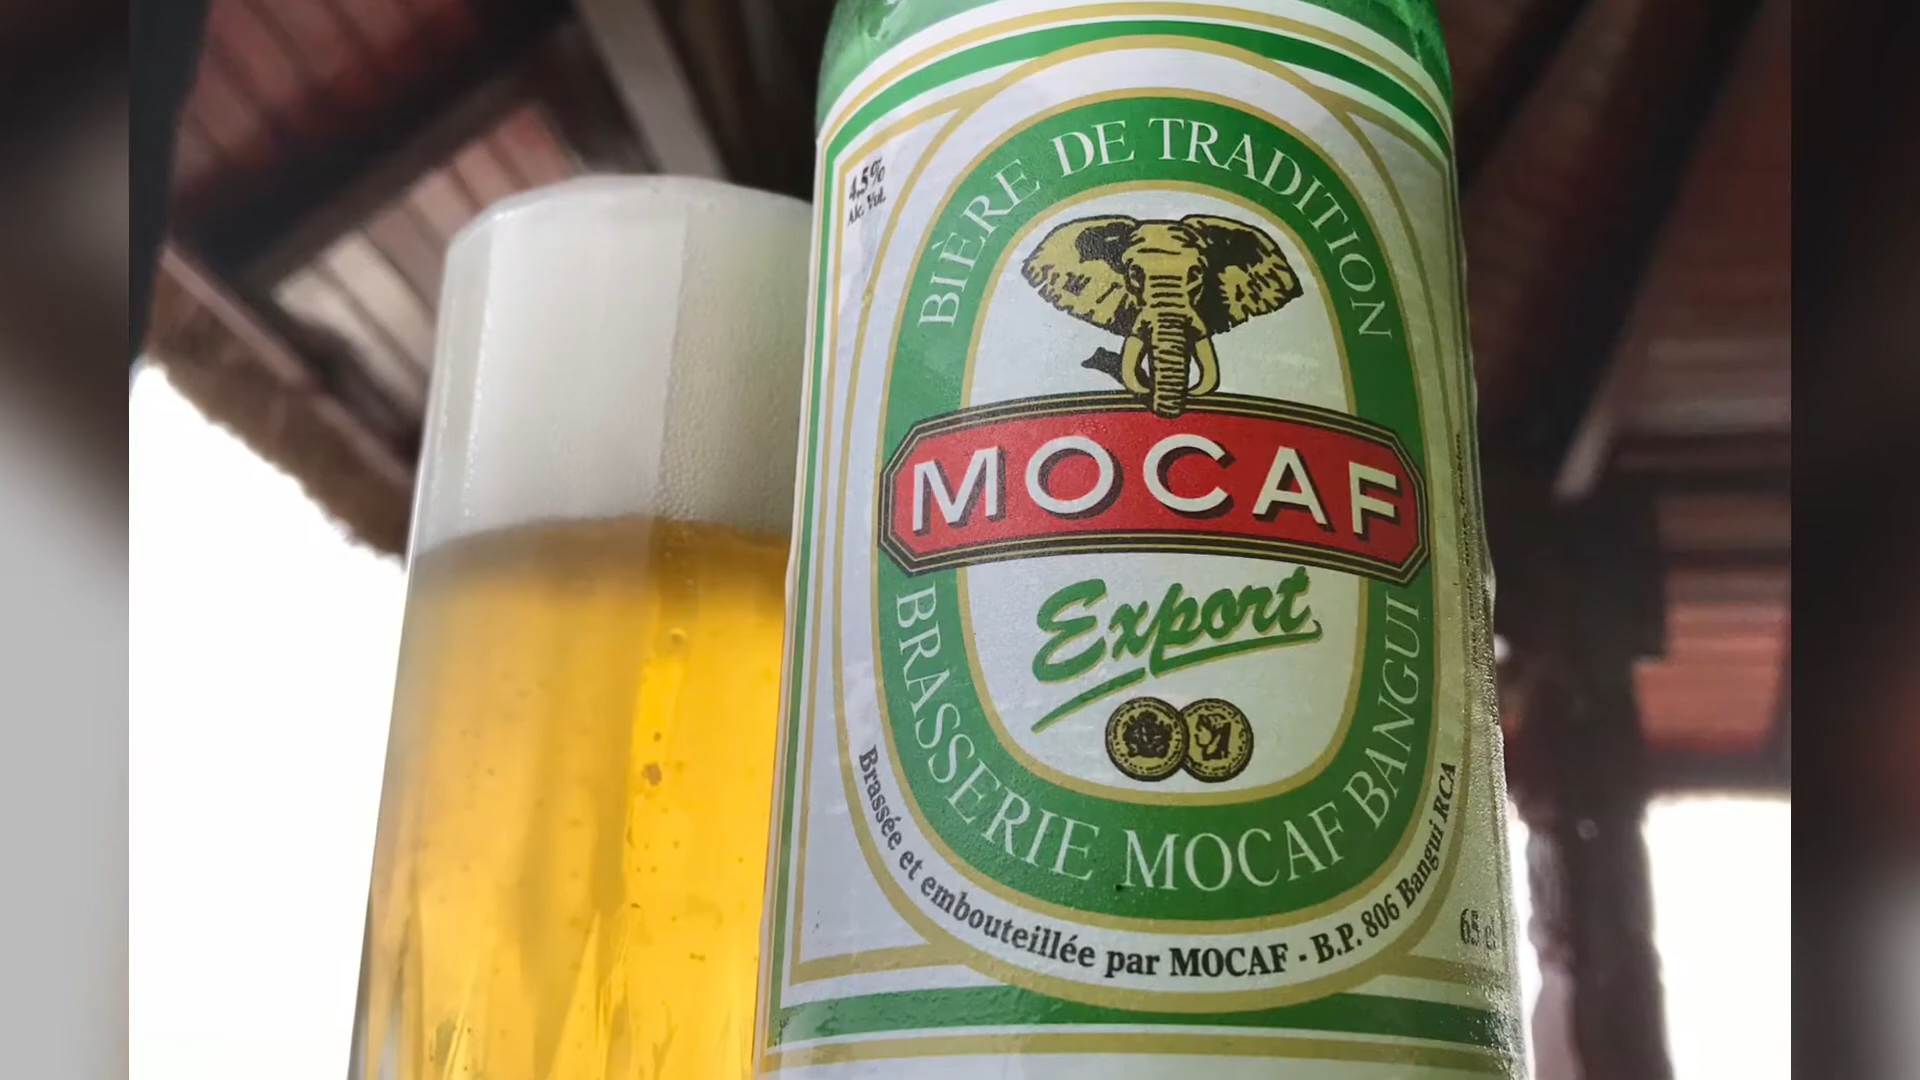 4.5%
Alc. Vol.
BIÈRE DE TRADITION
MOCAF
Export
BRASSERIE MOCAF BANGUI
Brassée et embouteillée par MOCAF - B.P. 806 Bangui RCA
65 cl